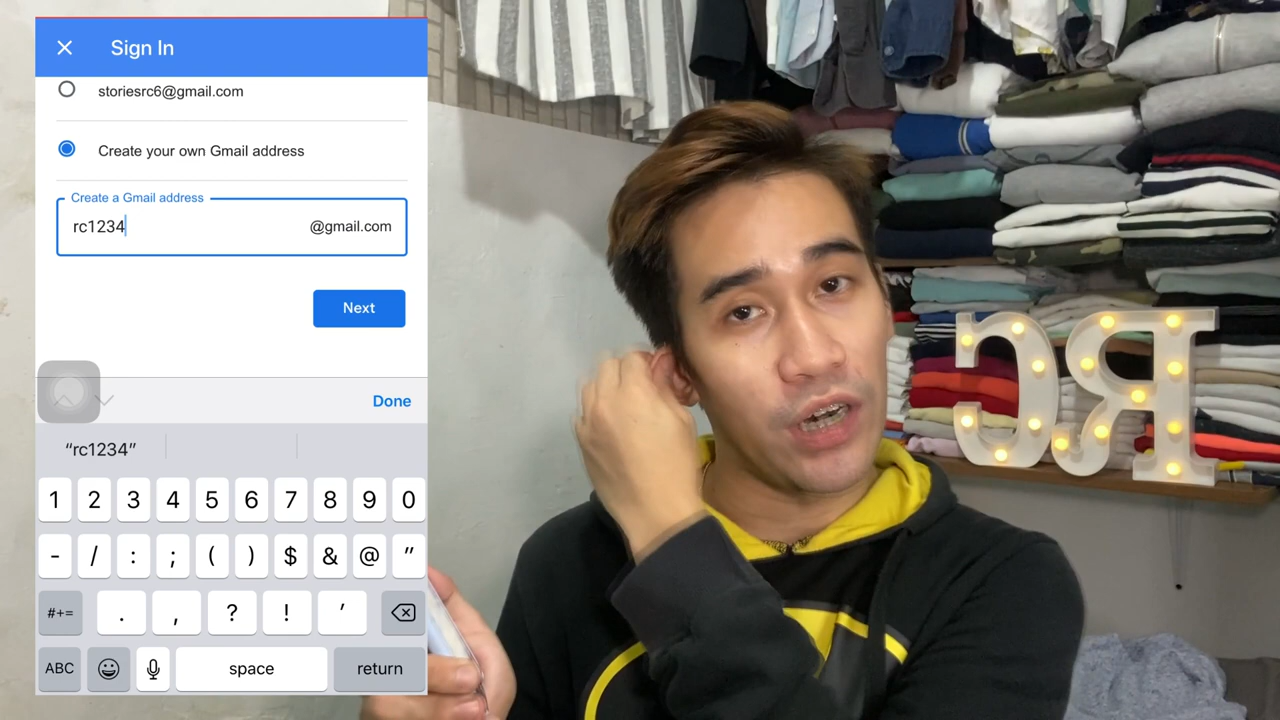 Sign In
storiesrc6@gmail.com
Create your own Gmail address
Create a Gmail address
rc1234 @gmail.com
Next
Done
“rc1234”
1 2 3 4 5 6 7 8 9 0
- / : ; ( ) $ & @ ”
#+= . , ? ! ’
ABC space return
RC